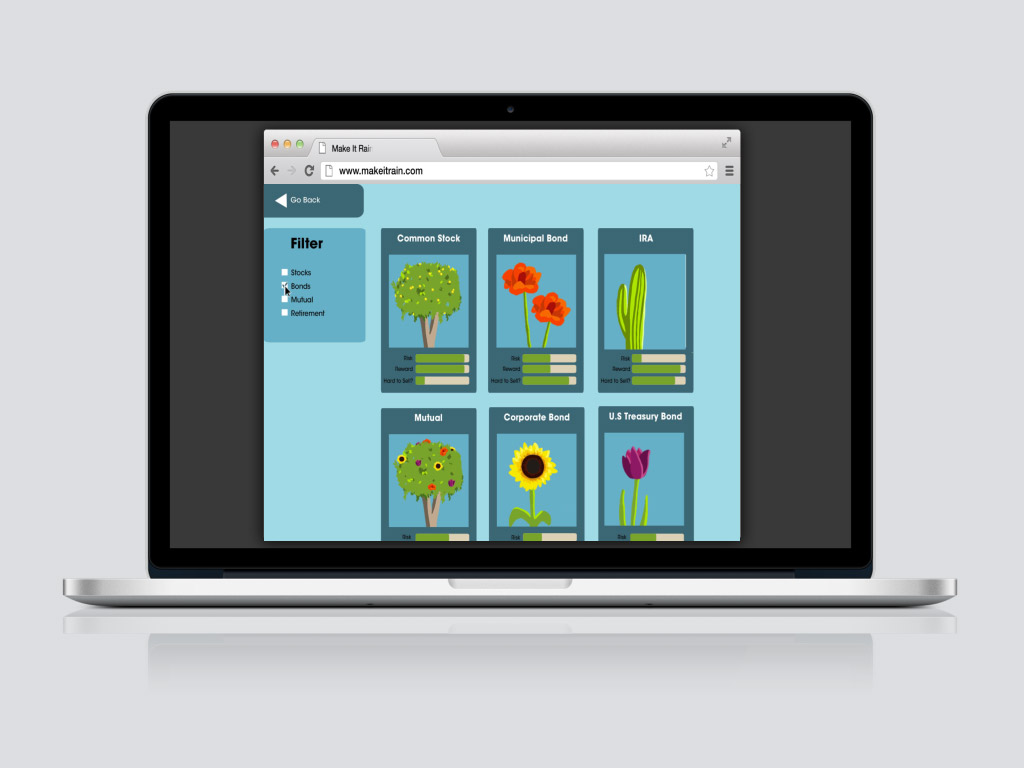 Make It Rain
www.makeitrain.com
Go Back
Filter
Stocks
Bonds
Mutual
Retirement
Common Stock
Risk
Reward
Hard to Sell?
Municipal Bond
Risk
Reward
Hard to Sell?
IRA
Risk
Reward
Hard to Sell?
Mutual
Risk
Corporate Bond
Risk
U.S Treasury Bond
Risk